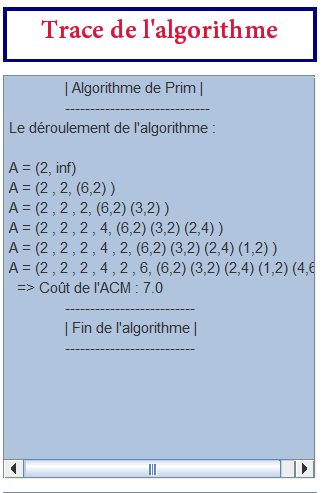 Trace de l'algorithme
| Algorithme de Prim |
-----------------------------
Le déroulement de l'algorithme :
A = (2, inf)
A = (2 , 2, (6,2) )
A = (2 , 2 , 2, (6,2) (3,2) )
A = (2 , 2 , 2 , 4, (6,2) (3,2) (2,4) )
A = (2 , 2 , 2 , 4 , 2, (6,2) (3,2) (2,4) (1,2) )
A = (2 , 2 , 2 , 4 , 2 , 6, (6,2) (3,2) (2,4) (1,2) (4,6
=> Coût de l'ACM : 7.0
--------------------------
| Fin de l'algorithme |
--------------------------